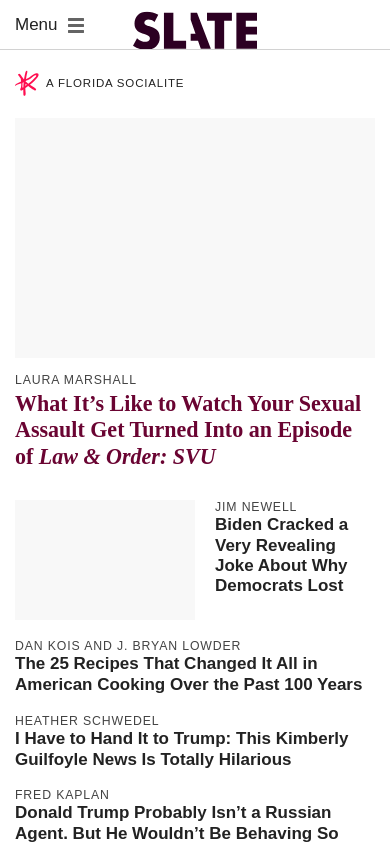 Menu
SLATE
A FLORIDA SOCIALITE
LAURA MARSHALL
What It’s Like to Watch Your Sexual
Assault Get Turned Into an Episode
of Law & Order: SVU
JIM NEWELL
Biden Cracked a
Very Revealing
Joke About Why
Democrats Lost
DAN KOIS AND J. BRYAN LOWDER
The 25 Recipes That Changed It All in
American Cooking Over the Past 100 Years
HEATHER SCHWEDEL
I Have to Hand It to Trump: This Kimberly
Guilfoyle News Is Totally Hilarious
FRED KAPLAN
Donald Trump Probably Isn’t a Russian
Agent. But He Wouldn’t Be Behaving So